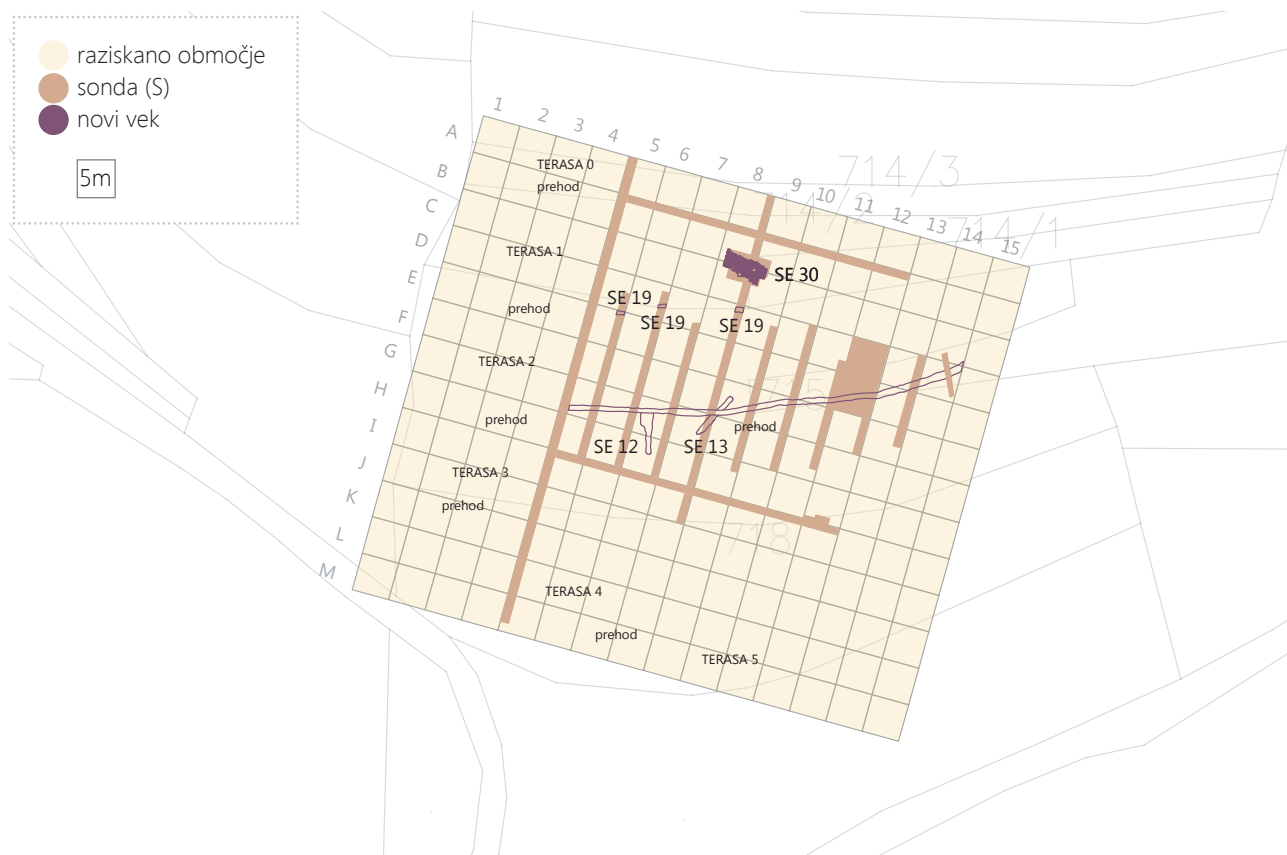 raziskano območje
sonda (S)
novi vek
5m
1 2 3 4 5 6 7 8 9 10 11 12 13 14 15
A
B
C
D
E
F
G
H
I
J
K
L
M
714/3
714/1
715
718
TERASA 0
prehod
TERASA 1
prehod
TERASA 2
prehod
TERASA 3
prehod
TERASA 4
prehod
TERASA 5
SE 30
SE 19
SE 19
SE 19
SE 12
SE 13
prehod